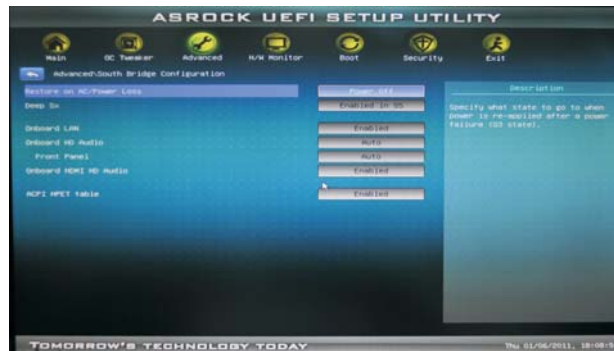 ASROCK UEFI SETUP UTILITY
Main OC Tweaker Advanced H/W Monitor Boot Security Exit
Advanced\South Bridge Configuration
Description
Restore on AC/Power Loss Power Off
Deep Sx Enabled in S5
Specify what state to go to when
power is re-applied after a power
failure (G3 state).
Onboard LAN Enabled
Onboard HD Audio Auto
Front Panel Auto
Onboard HDMI HD Audio Enabled
ACPI HPET table Enabled
TOMORROW'S TECHNOLOGY TODAY
Thu 01/06/2011, 18:08:5